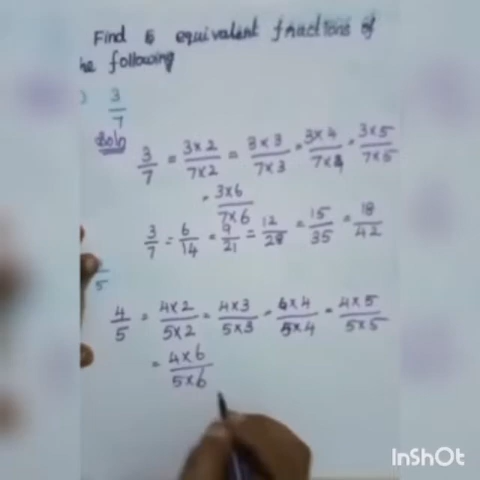 Find 5 equivalent fractions of
he following
) 3/7
Soln
3/7 = 3×2/7×2 = 3×3/7×3 = 3×4/7×4 = 3×5/7×5
= 3×6/7×6
3/7 = 6/14 = 9/21 = 12/28 = 15/35 = 18/42
/5
4/5 = 4×2/5×2 = 4×3/5×3 = 4×4/5×4 = 4×5/5×5
= 4×6/5×6
InShOt